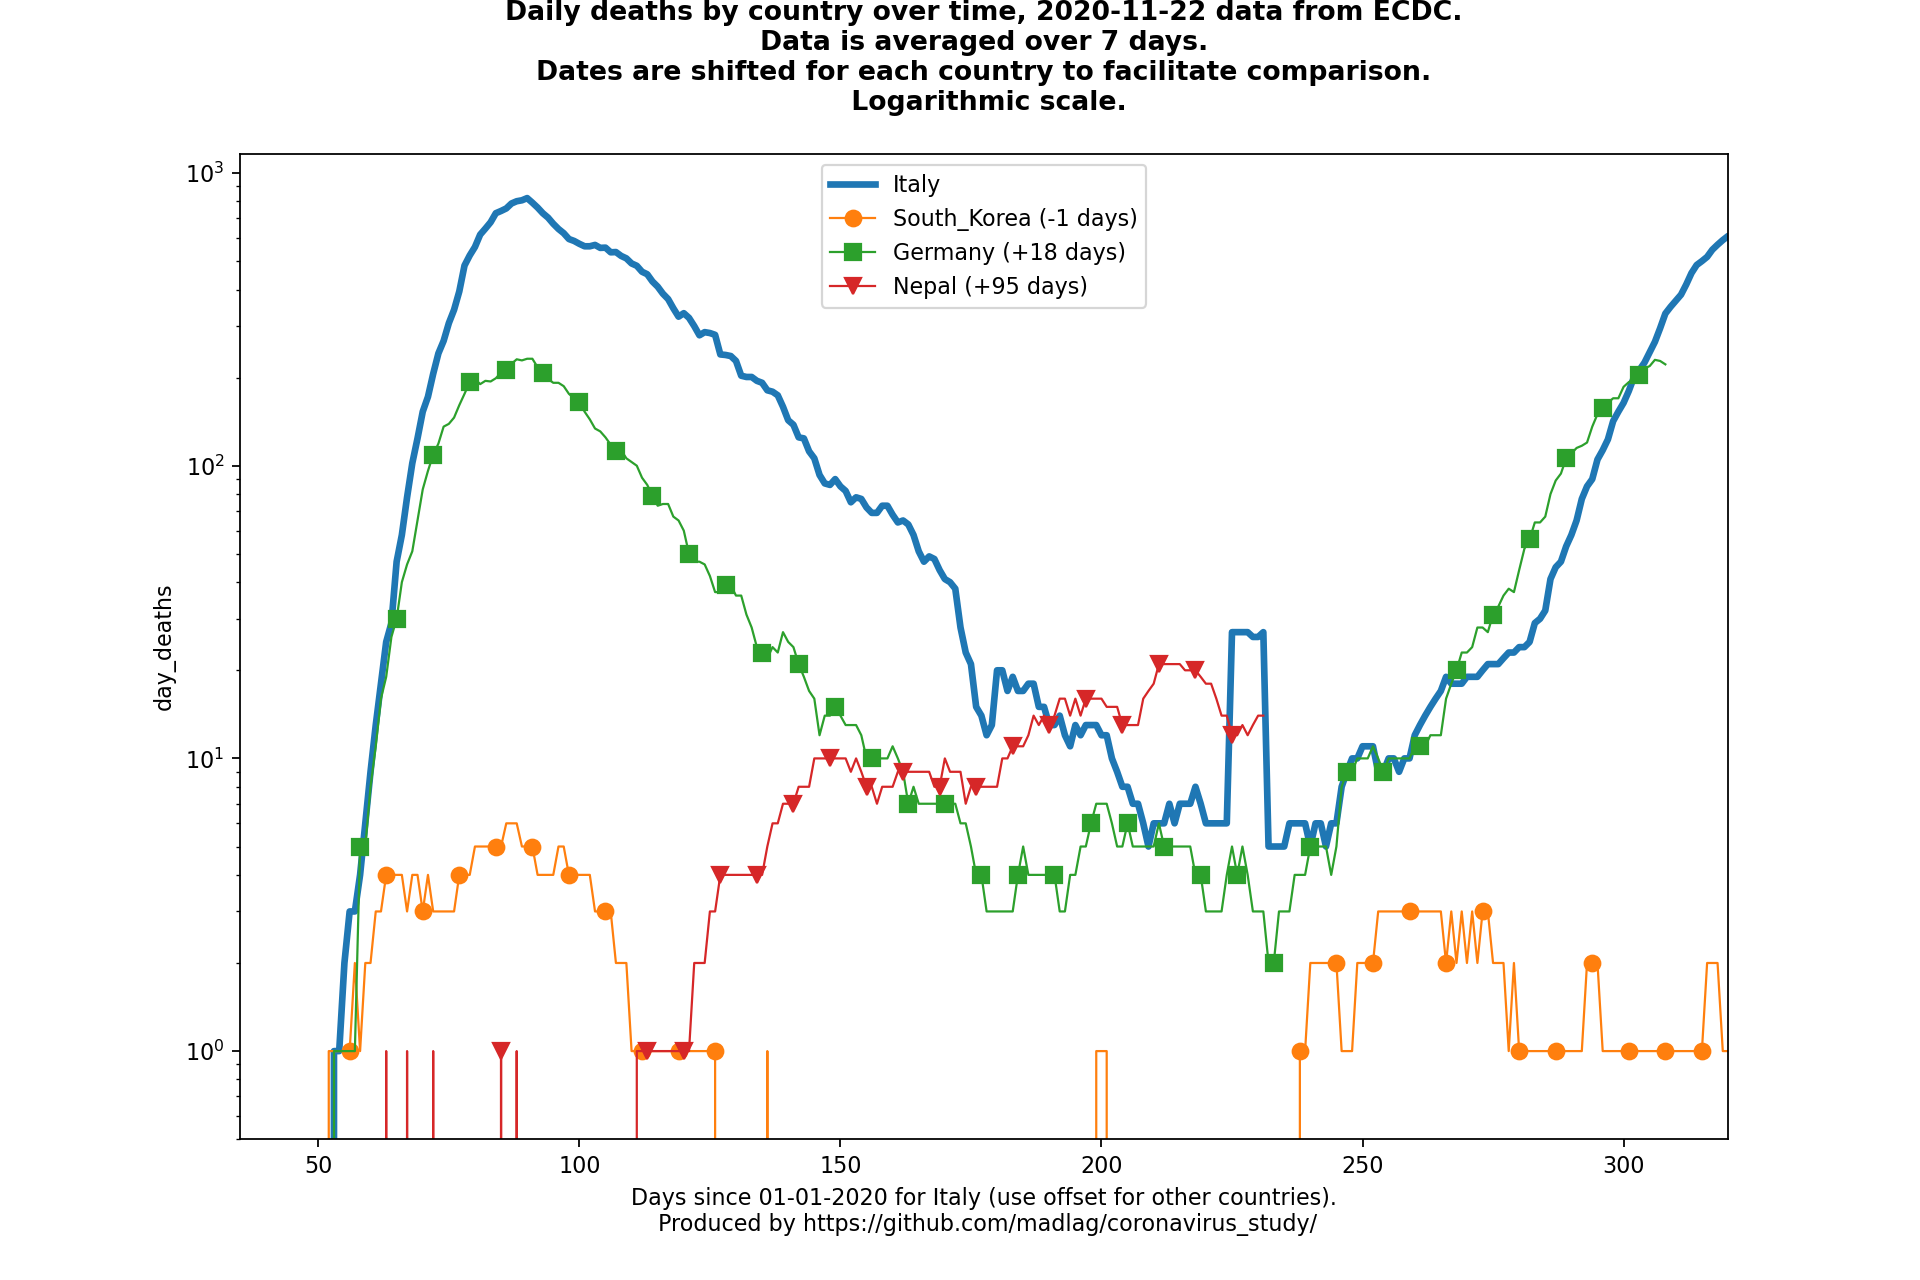 Daily deaths by country over time, 2020-11-22 data from ECDC.
Data is averaged over 7 days.
Dates are shifted for each country to facilitate comparison.
Logarithmic scale.
10³
Italy
South_Korea (-1 days)
Germany (+18 days)
Nepal (+95 days)
10²
day_deaths
10¹
10⁰
50 100 150 200 250 300
Days since 01-01-2020 for Italy (use offset for other countries).
Produced by https://github.com/madlag/coronavirus_study/